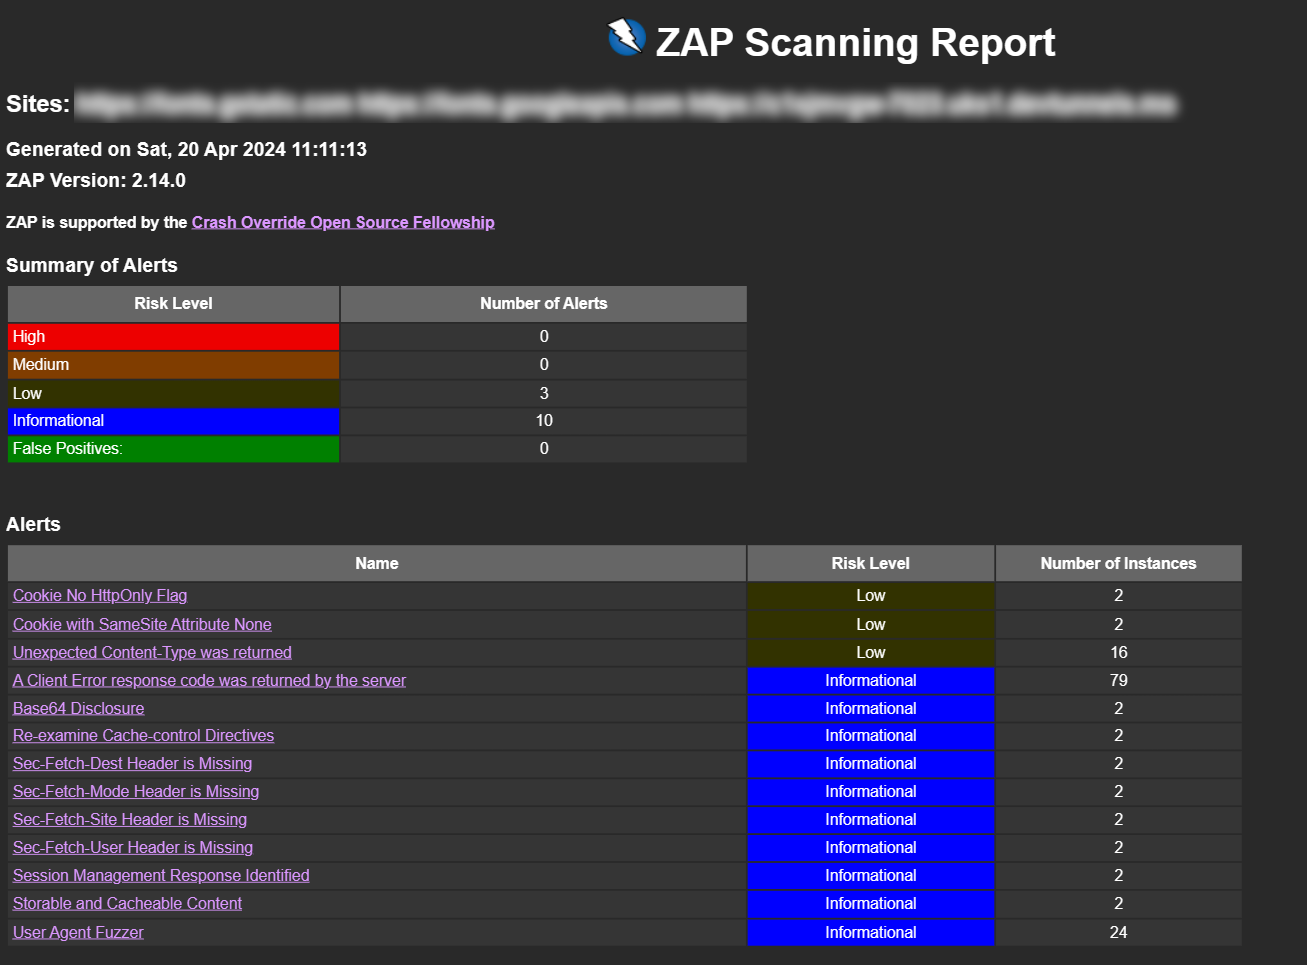 ZAP Scanning Report
Sites:
Generated on Sat, 20 Apr 2024 11:11:13
ZAP Version: 2.14.0
ZAP is supported by the Crash Override Open Source Fellowship
Summary of Alerts
Risk Level Number of Alerts
High 0
Medium 0
Low 3
Informational 10
False Positives: 0
Alerts
Name Risk Level Number of Instances
Cookie No HttpOnly Flag Low 2
Cookie with SameSite Attribute None Low 2
Unexpected Content-Type was returned Low 16
A Client Error response code was returned by the server Informational 79
Base64 Disclosure Informational 2
Re-examine Cache-control Directives Informational 2
Sec-Fetch-Dest Header is Missing Informational 2
Sec-Fetch-Mode Header is Missing Informational 2
Sec-Fetch-Site Header is Missing Informational 2
Sec-Fetch-User Header is Missing Informational 2
Session Management Response Identified Informational 2
Storable and Cacheable Content Informational 2
User Agent Fuzzer Informational 24